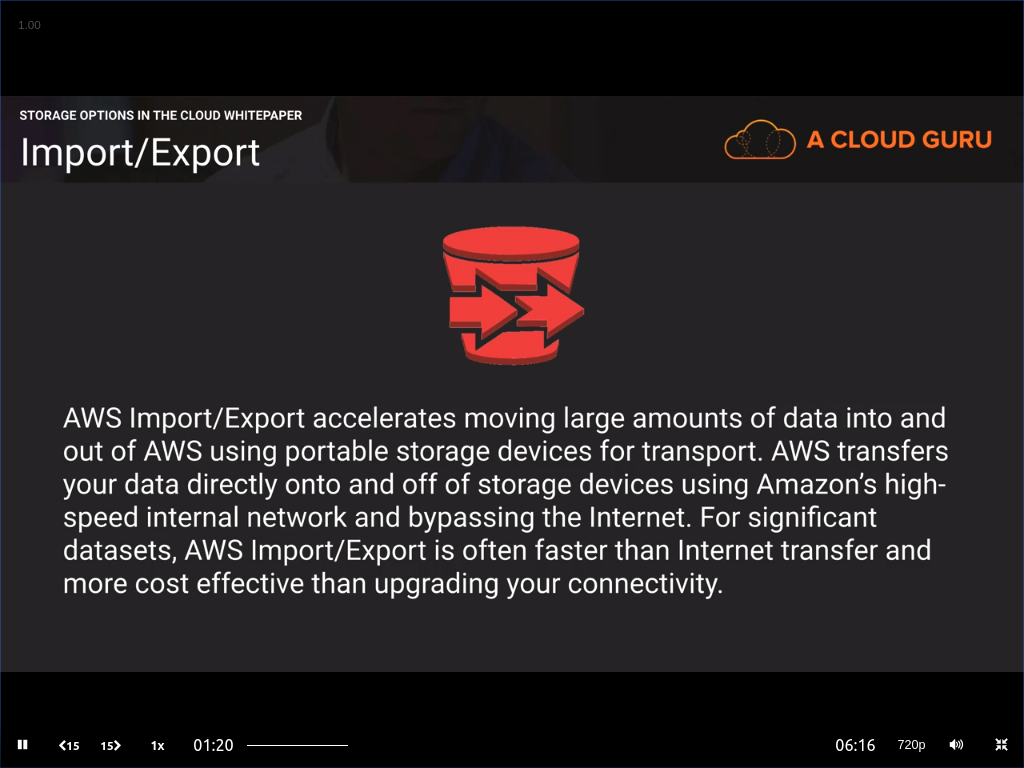 1.00
STORAGE OPTIONS IN THE CLOUD WHITEPAPER
Import/Export
A CLOUD GURU
AWS Import/Export accelerates moving large amounts of data into and
out of AWS using portable storage devices for transport. AWS transfers
your data directly onto and off of storage devices using Amazon’s high-
speed internal network and bypassing the Internet. For significant
datasets, AWS Import/Export is often faster than Internet transfer and
more cost effective than upgrading your connectivity.
15 15 1x 01:20 06:16 720p